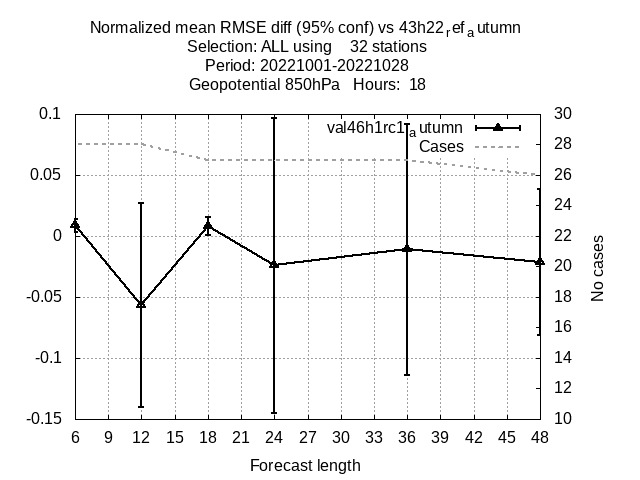 Normalized mean RMSE diff (95% conf) vs 43h22ref autumn
Selection: ALL using 32 stations
Period: 20221001-20221028
Geopotential 850hPa Hours: 18
val46h1rc1autumn
Cases
0.1
0.05
0
-0.05
-0.1
-0.15
30
28
26
24
22
20
18
16
14
12
10
No cases
6 9 12 15 18 21 24 27 30 33 36 39 42 45 48
Forecast length